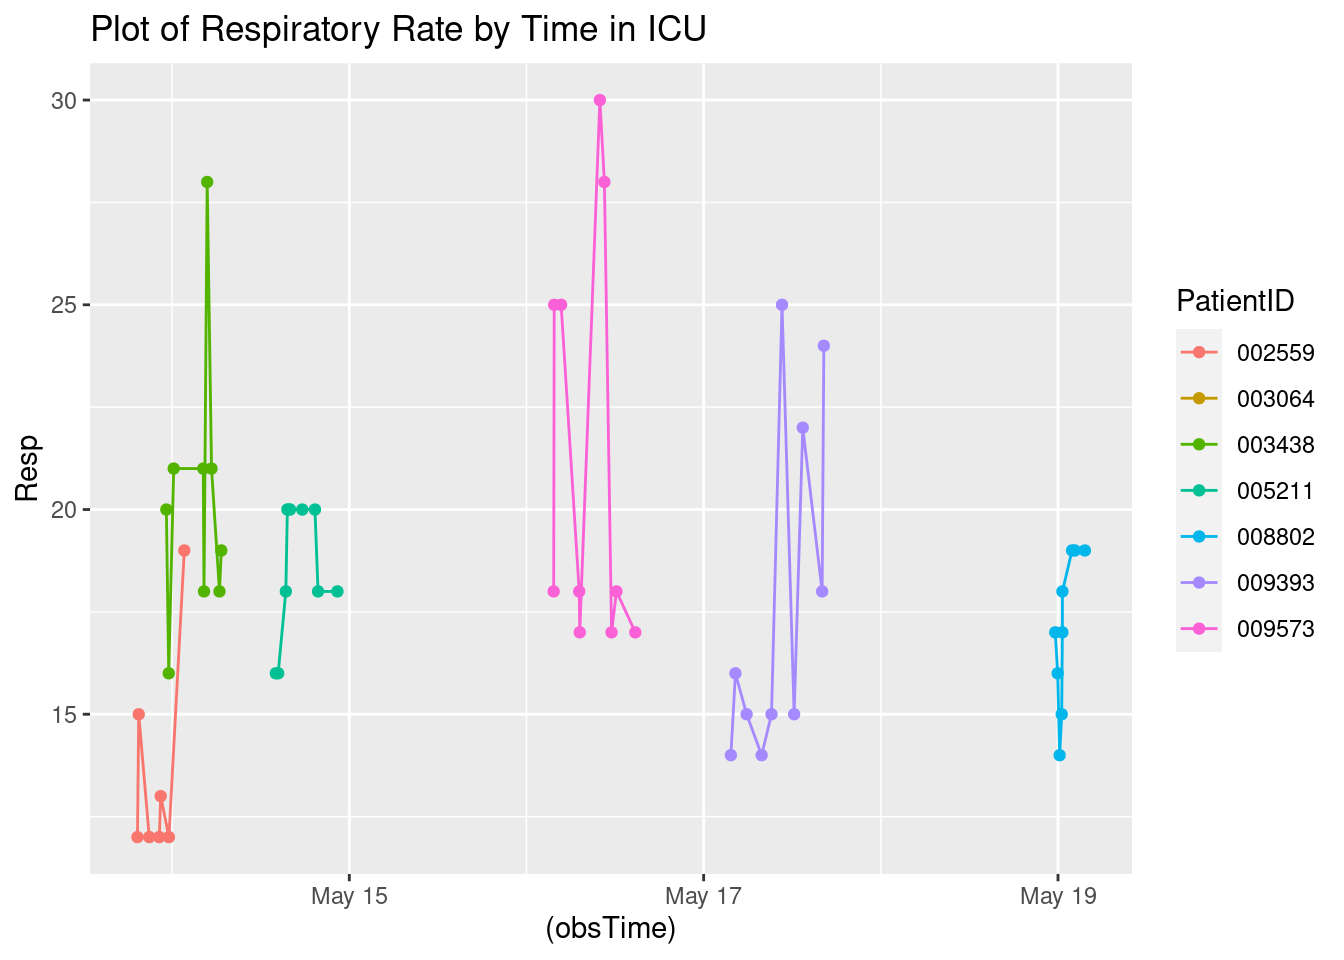 Plot of Respiratory Rate by Time in ICU
30
25
20
15
Resp
May 15
May 17
May 19
(obsTime)
PatientID
002559
003064
003438
005211
008802
009393
009573